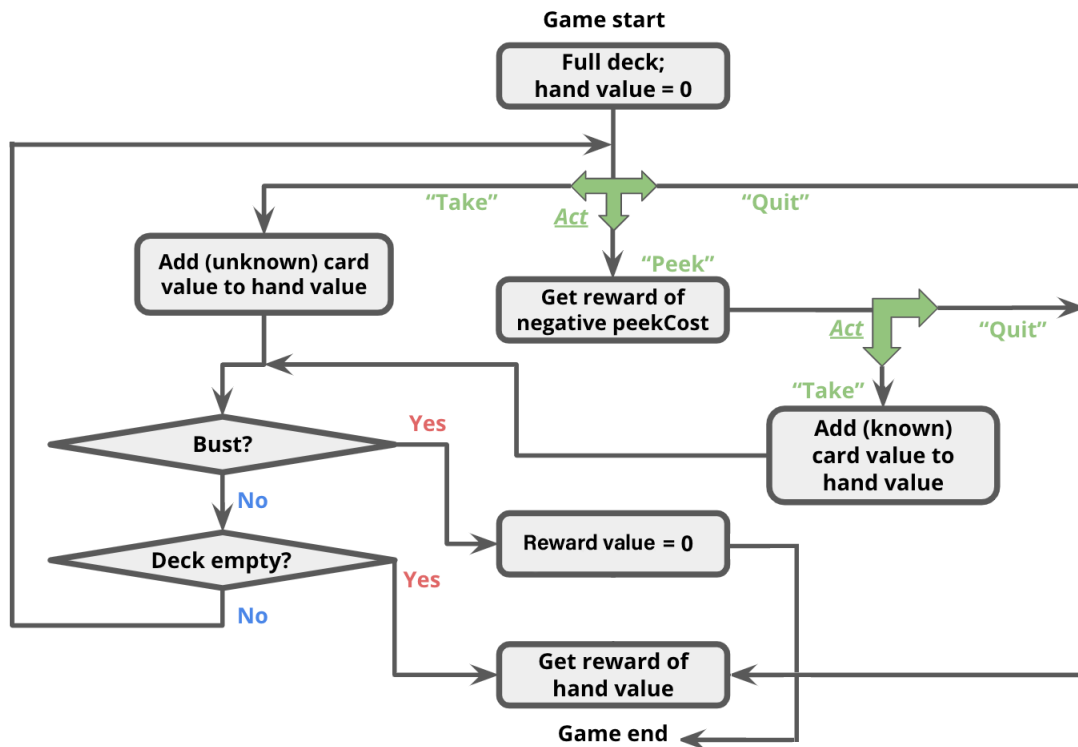 Game start
Full deck;
hand value = 0
“Take”
“Quit”
Act
“Peek”
Add (unknown) card
value to hand value
Get reward of
negative peekCost
Act
“Quit”
“Take”
Add (known)
card value to
hand value
Bust?
Yes
No
Deck empty?
Yes
No
Reward value = 0
Get reward of
hand value
Game end